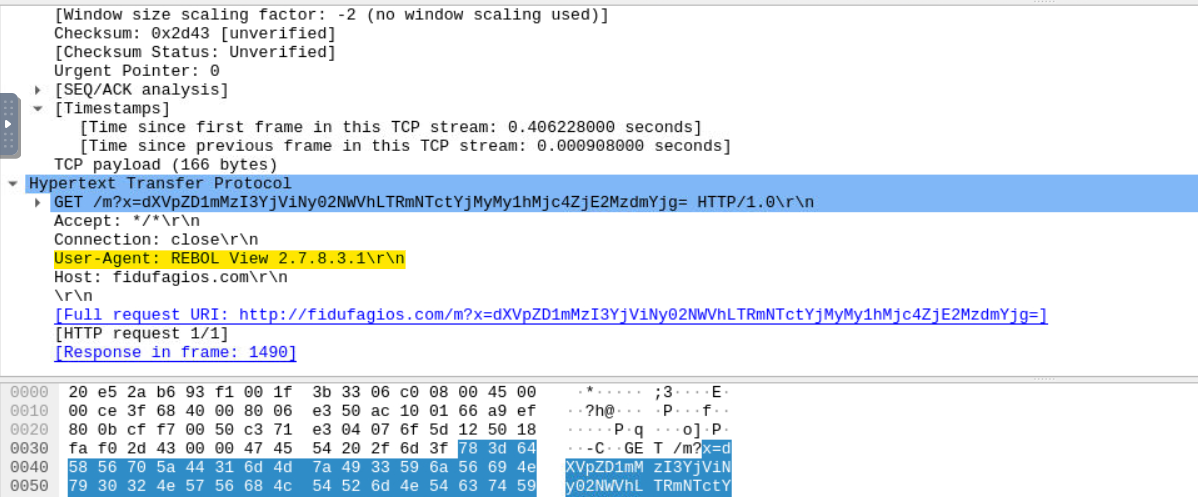 [Window size scaling factor: -2 (no window scaling used)]
Checksum: 0x2d43 [unverified]
[Checksum Status: Unverified]
Urgent Pointer: 0
[SEQ/ACK analysis]
[Timestamps]
[Time since first frame in this TCP stream: 0.406228000 seconds]
[Time since previous frame in this TCP stream: 0.000908000 seconds]
TCP payload (166 bytes)
Hypertext Transfer Protocol
GET /m?x=dXVpZD1mMzI3YjViNy02NWVhLTRmNTctYjMyMy1hMjc4ZjE2MzdmYjg= HTTP/1.0\r\n
Accept: */*\r\n
Connection: close\r\n
User-Agent: REBOL View 2.7.8.3.1\r\n
Host: fidufagios.com\r\n
\r\n
[Full request URI: http://fidufagios.com/m?x=dXVpZD1mMzI3YjViNy02NWVhLTRmNTctYjMyMy1hMjc4ZjE2MzdmYjg=]
[HTTP request 1/1]
[Response in frame: 1490]
0000 20 e5 2a b6 93 f1 00 1f 3b 33 06 c0 08 00 45 00 ·*····· ;3····E·
0010 00 ce 3f 68 40 00 80 06 e3 50 ac 10 01 66 a9 ef ··?h@··· ·P···f··
0020 80 0b cf f7 00 50 c3 71 e3 04 07 6f 5d 12 50 18 ·····P·q ···o]·P·
0030 fa f0 2d 43 00 00 47 45 54 20 2f 6d 3f 78 3d 64 ··-C··GE T /m?x=d
0040 58 56 70 5a 44 31 6d 4d 7a 49 33 59 6a 56 69 4e XVpZD1mM zI3YjViN
0050 79 30 32 4e 57 56 68 4c 54 52 6d 4e 54 63 74 59 y02NWVhL TRmNTctY